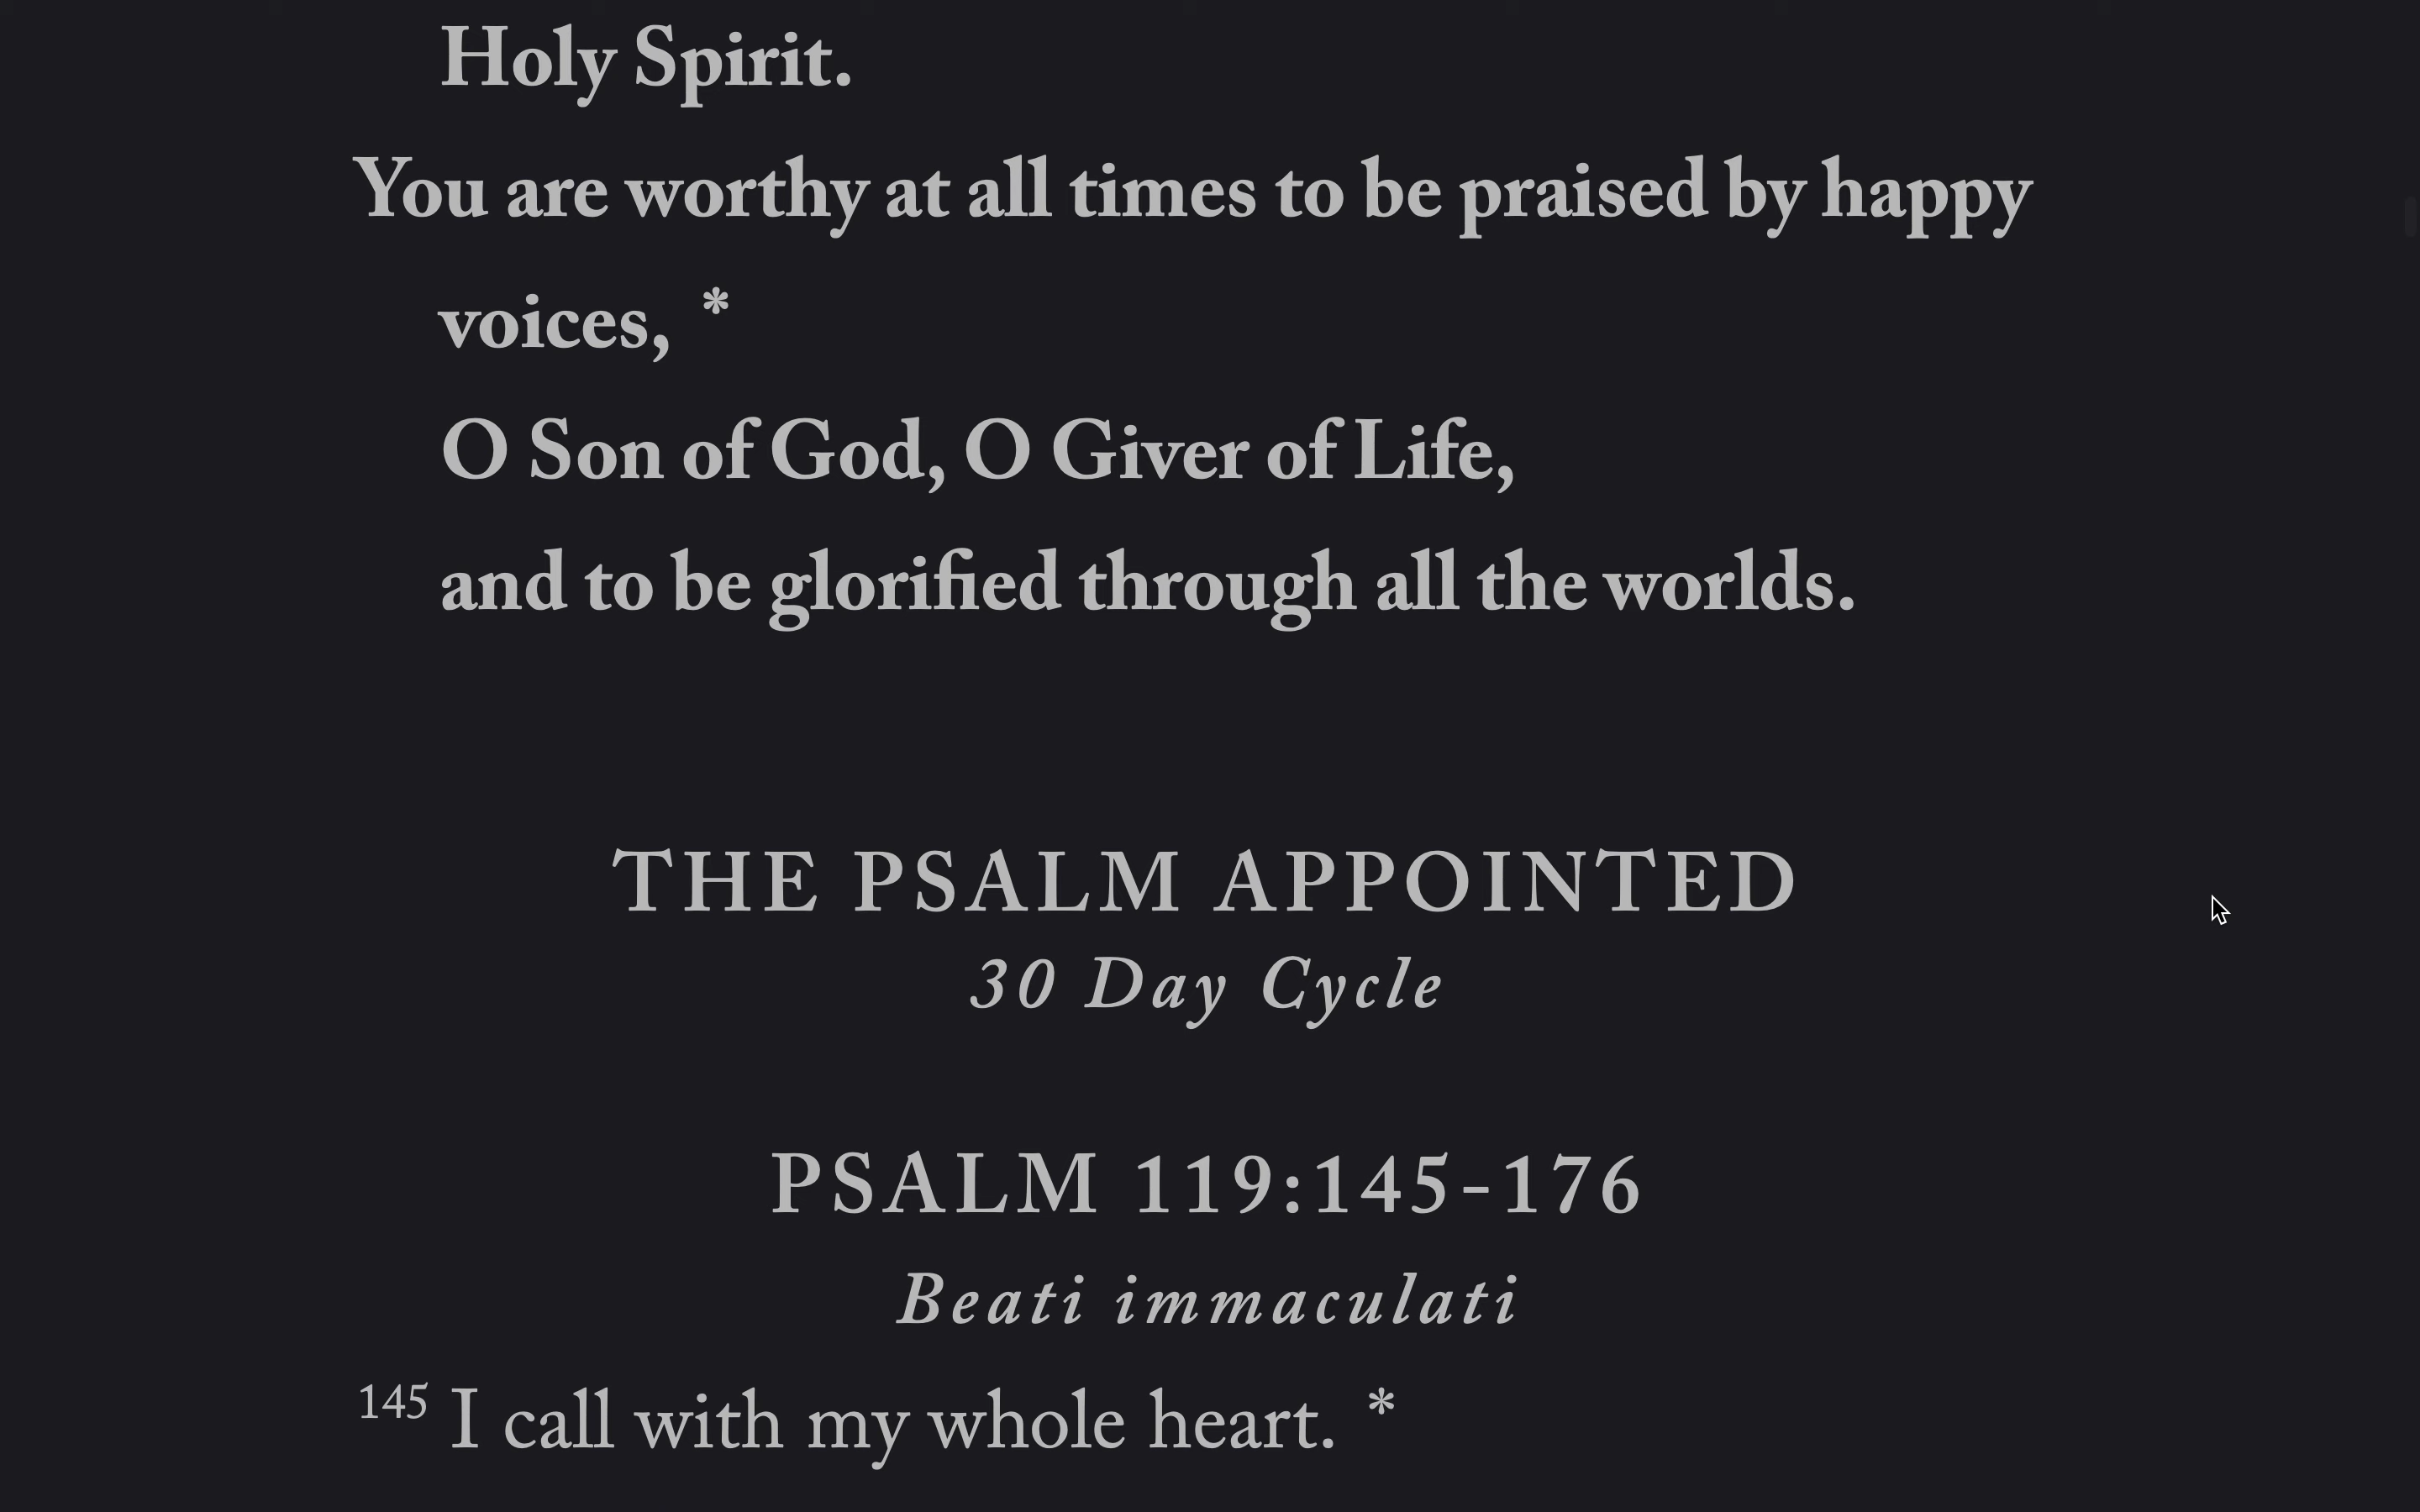 Holy Spirit.
You are worthy at all times to be praised by happy
voices, *
O Son of God, O Giver of Life,
and to be glorified through all the worlds.
THE PSALM APPOINTED
30 Day Cycle
PSALM 119:145–176
Beati immaculati
145 I call with my whole heart. *